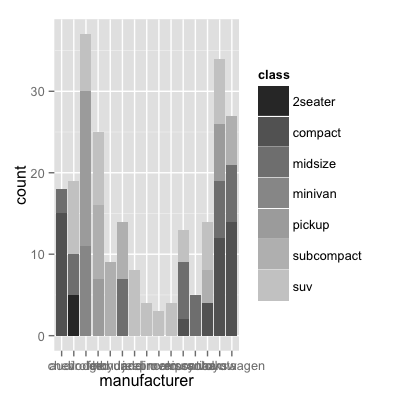 class
2seater
compact
midsize
minivan
pickup
subcompact
suv
30
20
10
0
count
manufacturer